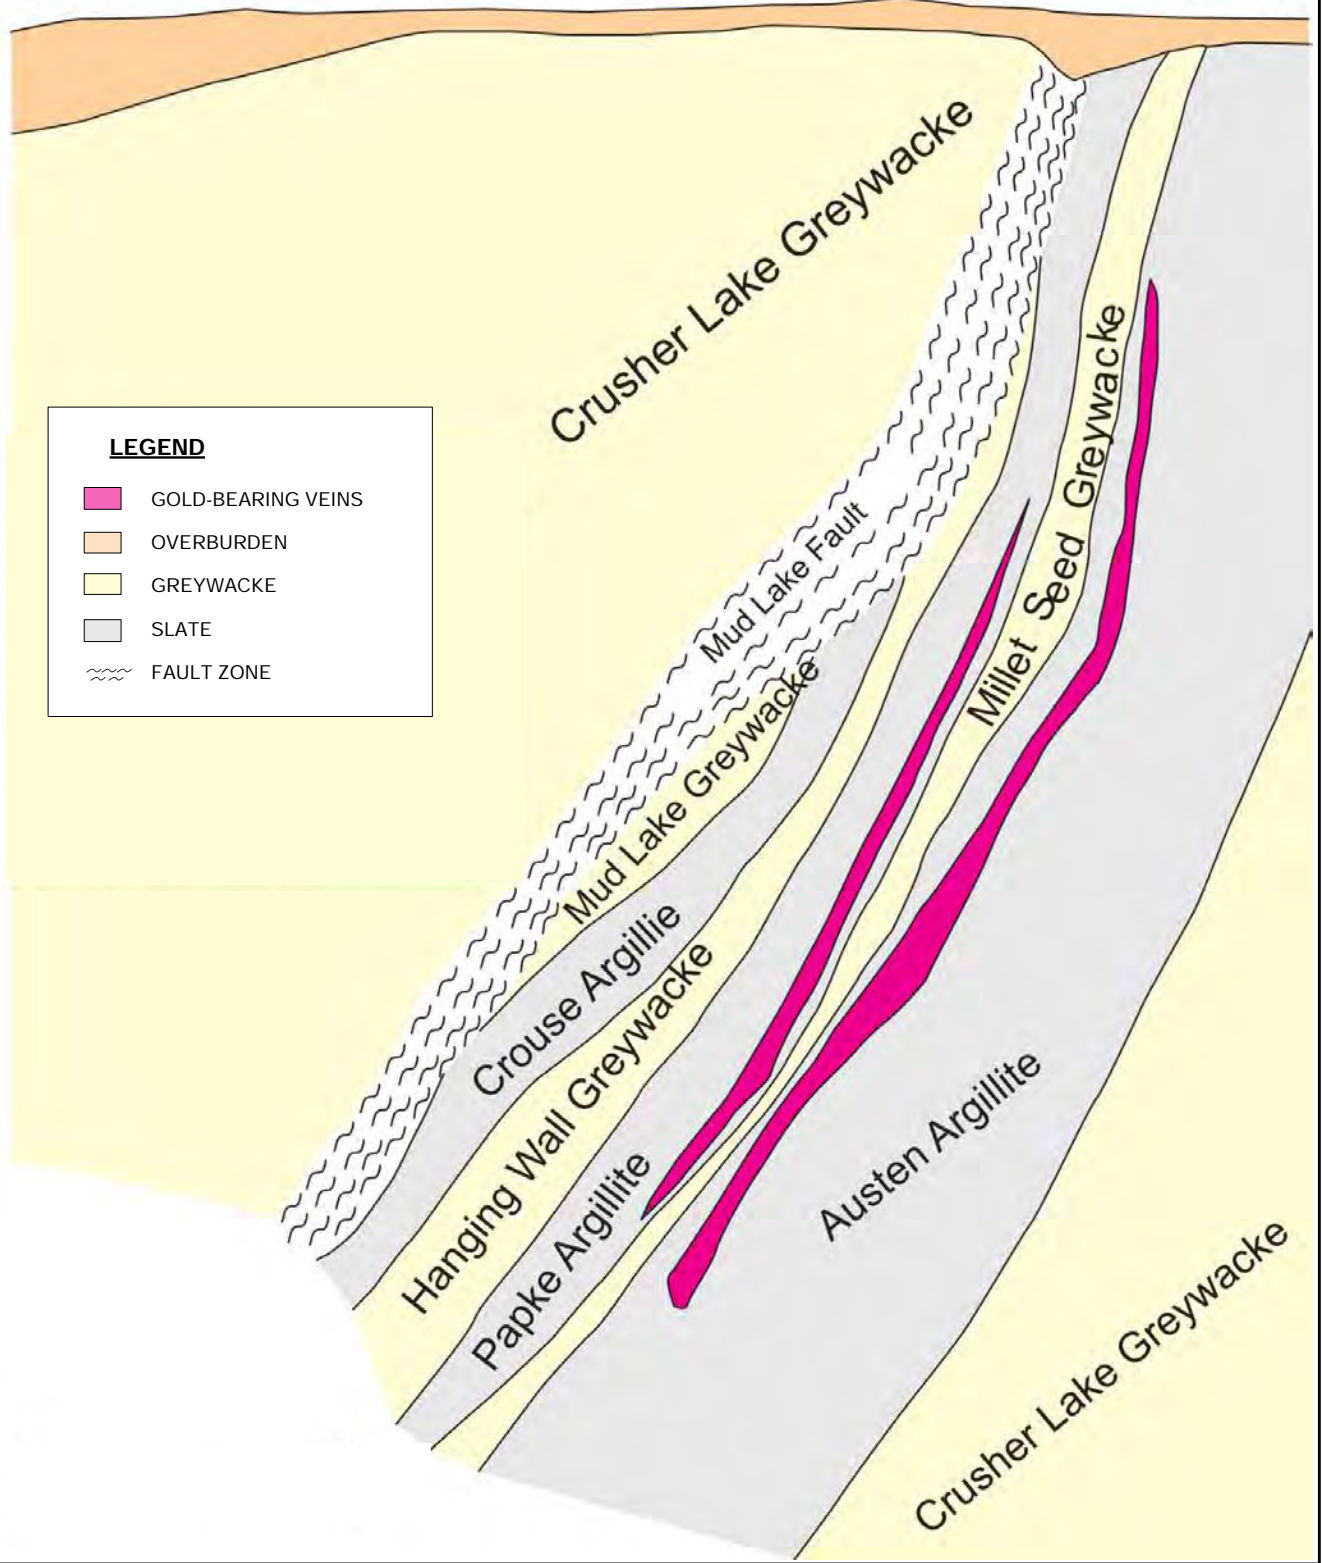 Crusher Lake Greywacke
LEGEND
GOLD-BEARING VEINS
OVERBURDEN
GREYWACKE
SLATE
FAULT ZONE
Mud Lake Fault
Millet Seed Greywacke
Mud Lake Greywacke
Crouse Argillie
Hanging Wall Greywacke
Papke Argillite
Austen Argillite
Crusher Lake Greywacke